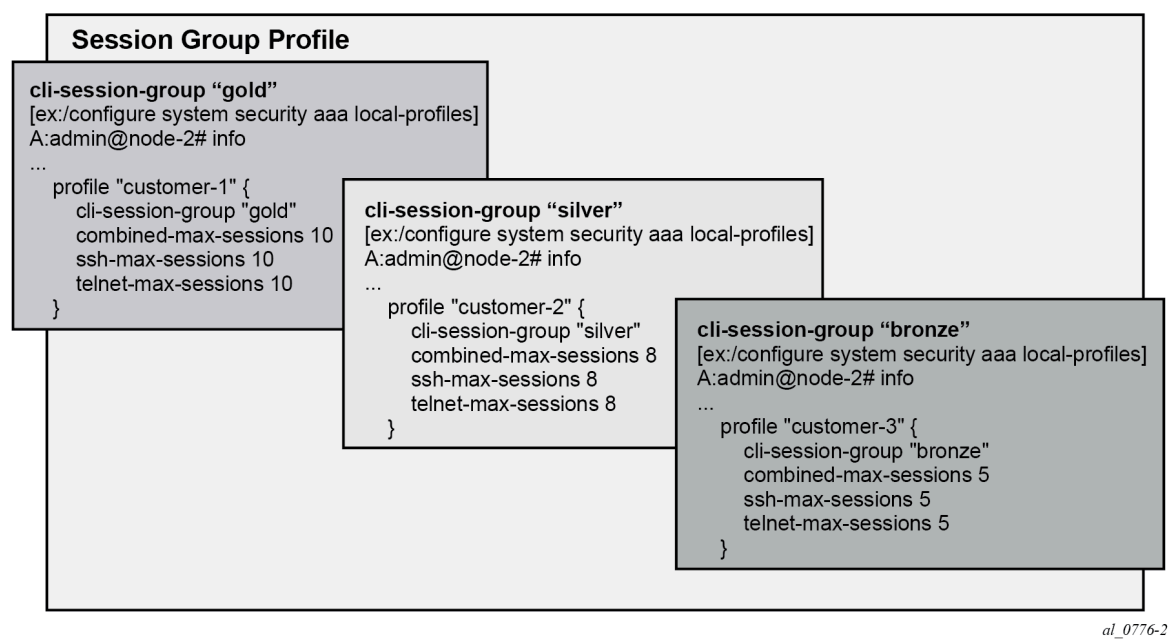 Session Group Profile
cli-session-group “gold”
[ex:/configure system security aaa local-profiles]
A:admin@node-2# info
...
profile "customer-1" {
cli-session-group "gold"
combined-max-sessions 10
ssh-max-sessions 10
telnet-max-sessions 10
}
cli-session-group “silver”
[ex:/configure system security aaa local-profiles]
A:admin@node-2# info
...
profile "customer-2" {
cli-session-group "silver"
combined-max-sessions 8
ssh-max-sessions 8
telnet-max-sessions 8
}
cli-session-group “bronze”
[ex:/configure system security aaa local-profiles]
A:admin@node-2# info
...
profile "customer-3" {
cli-session-group "bronze"
combined-max-sessions 5
ssh-max-sessions 5
telnet-max-sessions 5
}
al_0776-2